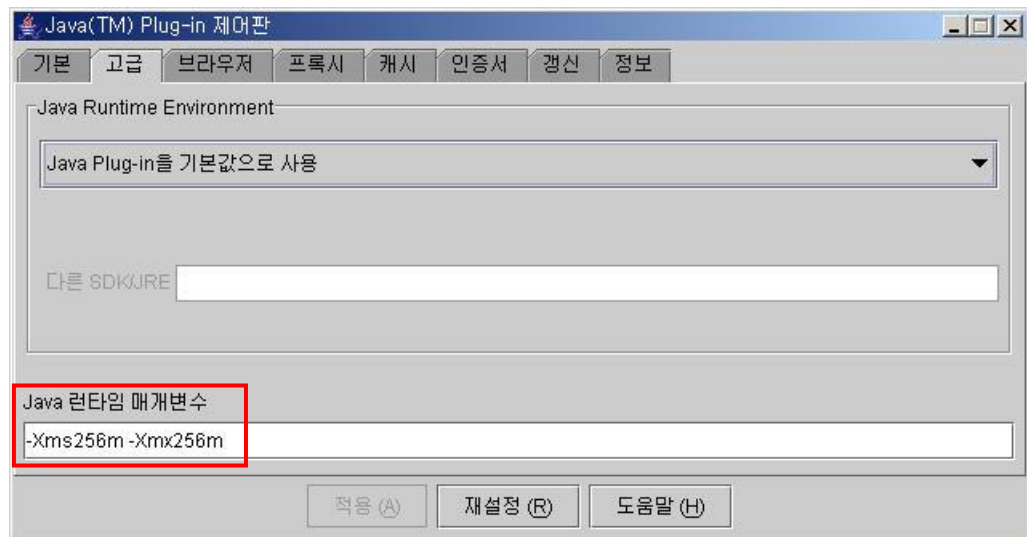 Java(TM) Plug-in 제어판
기본 고급 브라우저 프록시 캐시 인증서 갱신 정보
Java Runtime Environment
Java Plug-in을 기본값으로 사용
다른 SDK/JRE
Java 런타임 매개변수
-Xms256m -Xmx256m
적용 (A) 재설정 (R) 도움말 (H)